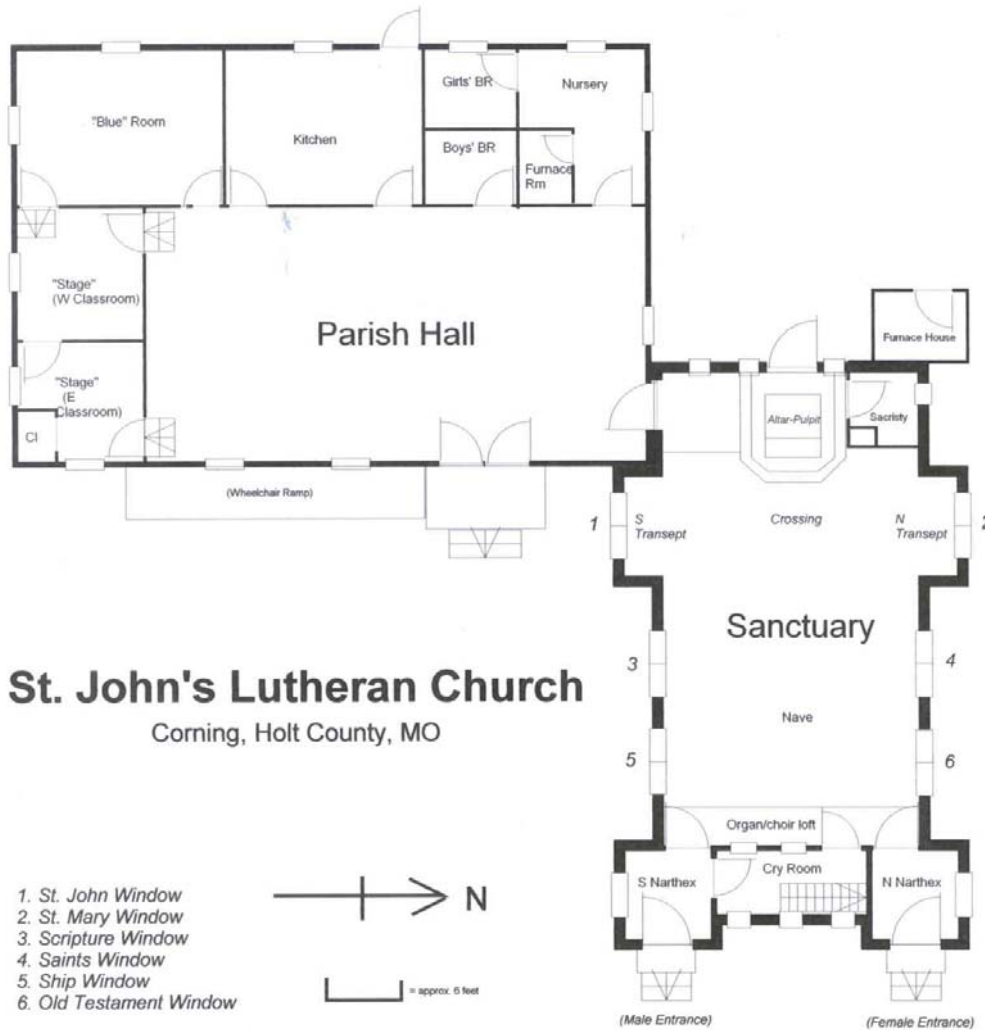 Girls' BR
Nursery
"Blue" Room
Kitchen
Boys' BR
Furnace
Rm
"Stage"
(W Classroom)
Parish Hall
Furnace House
"Stage"
(E
Classroom)
Cl
Altar-Pulpit
Sacristy
(Wheelchair Ramp)
1
S
Transept
Crossing
N
Transept
2
Sanctuary
3
4
St. John's Lutheran Church
Corning, Holt County, MO
Nave
5
6
Organ/choir loft
S Narthex
Cry Room
N Narthex
1. St. John Window
2. St. Mary Window
3. Scripture Window
4. Saints Window
5. Ship Window
6. Old Testament Window
N
= approx. 6 feet
(Male Entrance)
(Female Entrance)